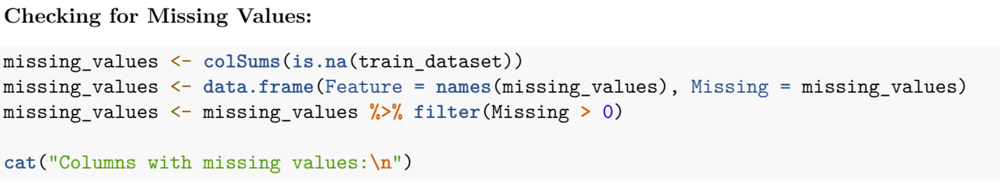 Checking for Missing Values:
missing_values <- colSums(is.na(train_dataset))
missing_values <- data.frame(Feature = names(missing_values), Missing = missing_values)
missing_values <- missing_values %>% filter(Missing > 0)
cat("Columns with missing values:\n")